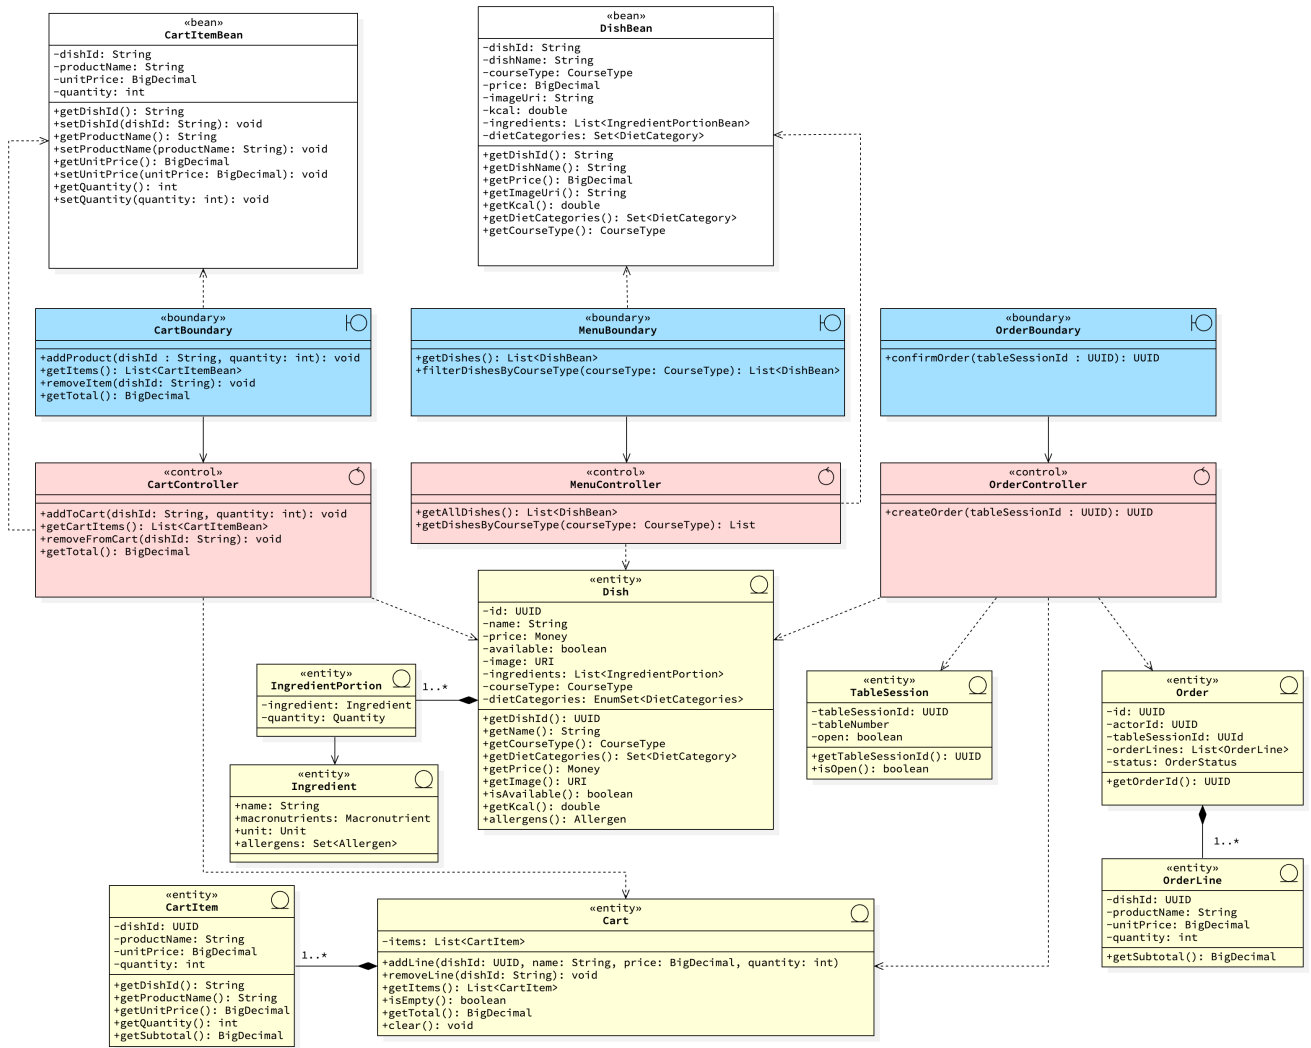 «bean»
CartItemBean
-dishId: String
-productName: String
-unitPrice: BigDecimal
-quantity: int
+getDishId(): String
+setDishId(dishId: String): void
+getProductName(): String
+setProductName(productName: String): void
+getUnitPrice(): BigDecimal
+setUnitPrice(unitPrice: BigDecimal): void
+getQuantity(): int
+setQuantity(quantity: int): void
«bean»
DishBean
-dishId: String
-dishName: String
-courseType: CourseType
-price: BigDecimal
-imageUri: String
-kcal: double
-ingredients: List<IngredientPortionBean>
-dietCategories: Set<DietCategory>
+getDishId(): String
+getDishName(): String
+getPrice(): BigDecimal
+getImageUri(): String
+getKcal(): double
+getDietCategories(): Set<DietCategory>
+getCourseType(): CourseType
«boundary»
CartBoundary
+addProduct(dishId : String, quantity: int): void
+getItems(): List<CartItemBean>
+removeItem(dishId: String): void
+getTotal(): BigDecimal
«boundary»
MenuBoundary
+getDishes(): List<DishBean>
+filterDishesByCourseType(courseType: CourseType): List<DishBean>
«boundary»
OrderBoundary
+confirmOrder(tableSessionId : UUID): UUID
«control»
CartController
+addToCart(dishId: String, quantity: int): void
+getCartItems(): List<CartItemBean>
+removeFromCart(dishId: String): void
+getTotal(): BigDecimal
«control»
MenuController
+getAllDishes(): List<DishBean>
+getDishesByCourseType(courseType: CourseType): List
«control»
OrderController
+createOrder(tableSessionId : UUID): UUID
«entity»
Dish
-id: UUID
-name: String
-price: Money
-available: boolean
-image: URI
-ingredients: List<IngredientPortion>
-courseType: CourseType
-dietCategories: EnumSet<DietCategories>
+getDishId(): UUID
+getName(): String
+getCourseType(): CourseType
+getDietCategories(): Set<DietCategory>
+getPrice(): Money
+getImage(): URI
+isAvailable(): boolean
+getKcal(): double
+allergens(): Allergen
«entity»
IngredientPortion
-ingredient: Ingredient
-quantity: Quantity
1..*
«entity»
Ingredient
+name: String
+macronutrients: Macronutrient
+unit: Unit
+allergens: Set<Allergen>
«entity»
TableSession
-tableSessionId: UUID
-tableNumber
-open: boolean
+getTableSessionId(): UUID
+isOpen(): boolean
«entity»
Order
-id: UUID
-actorId: UUID
-tableSessionId: UUId
-orderLines: List<OrderLine>
-status: OrderStatus
+getOrderId(): UUID
1..*
«entity»
OrderLine
-dishId: UUID
-productName: String
-unitPrice: BigDecimal
-quantity: int
+getSubtotal(): BigDecimal
«entity»
CartItem
-dishId: UUID
-productName: String
-unitPrice: BigDecimal
-quantity: int
+getDishId(): String
+getProductName(): String
+getUnitPrice(): BigDecimal
+getQuantity(): int
+getSubtotal(): BigDecimal
1..*
«entity»
Cart
-items: List<CartItem>
+addLine(dishId: UUID, name: String, price: BigDecimal, quantity: int)
+removeLine(dishId: String): void
+getItems(): List<CartItem>
+isEmpty(): boolean
+getTotal(): BigDecimal
+clear(): void